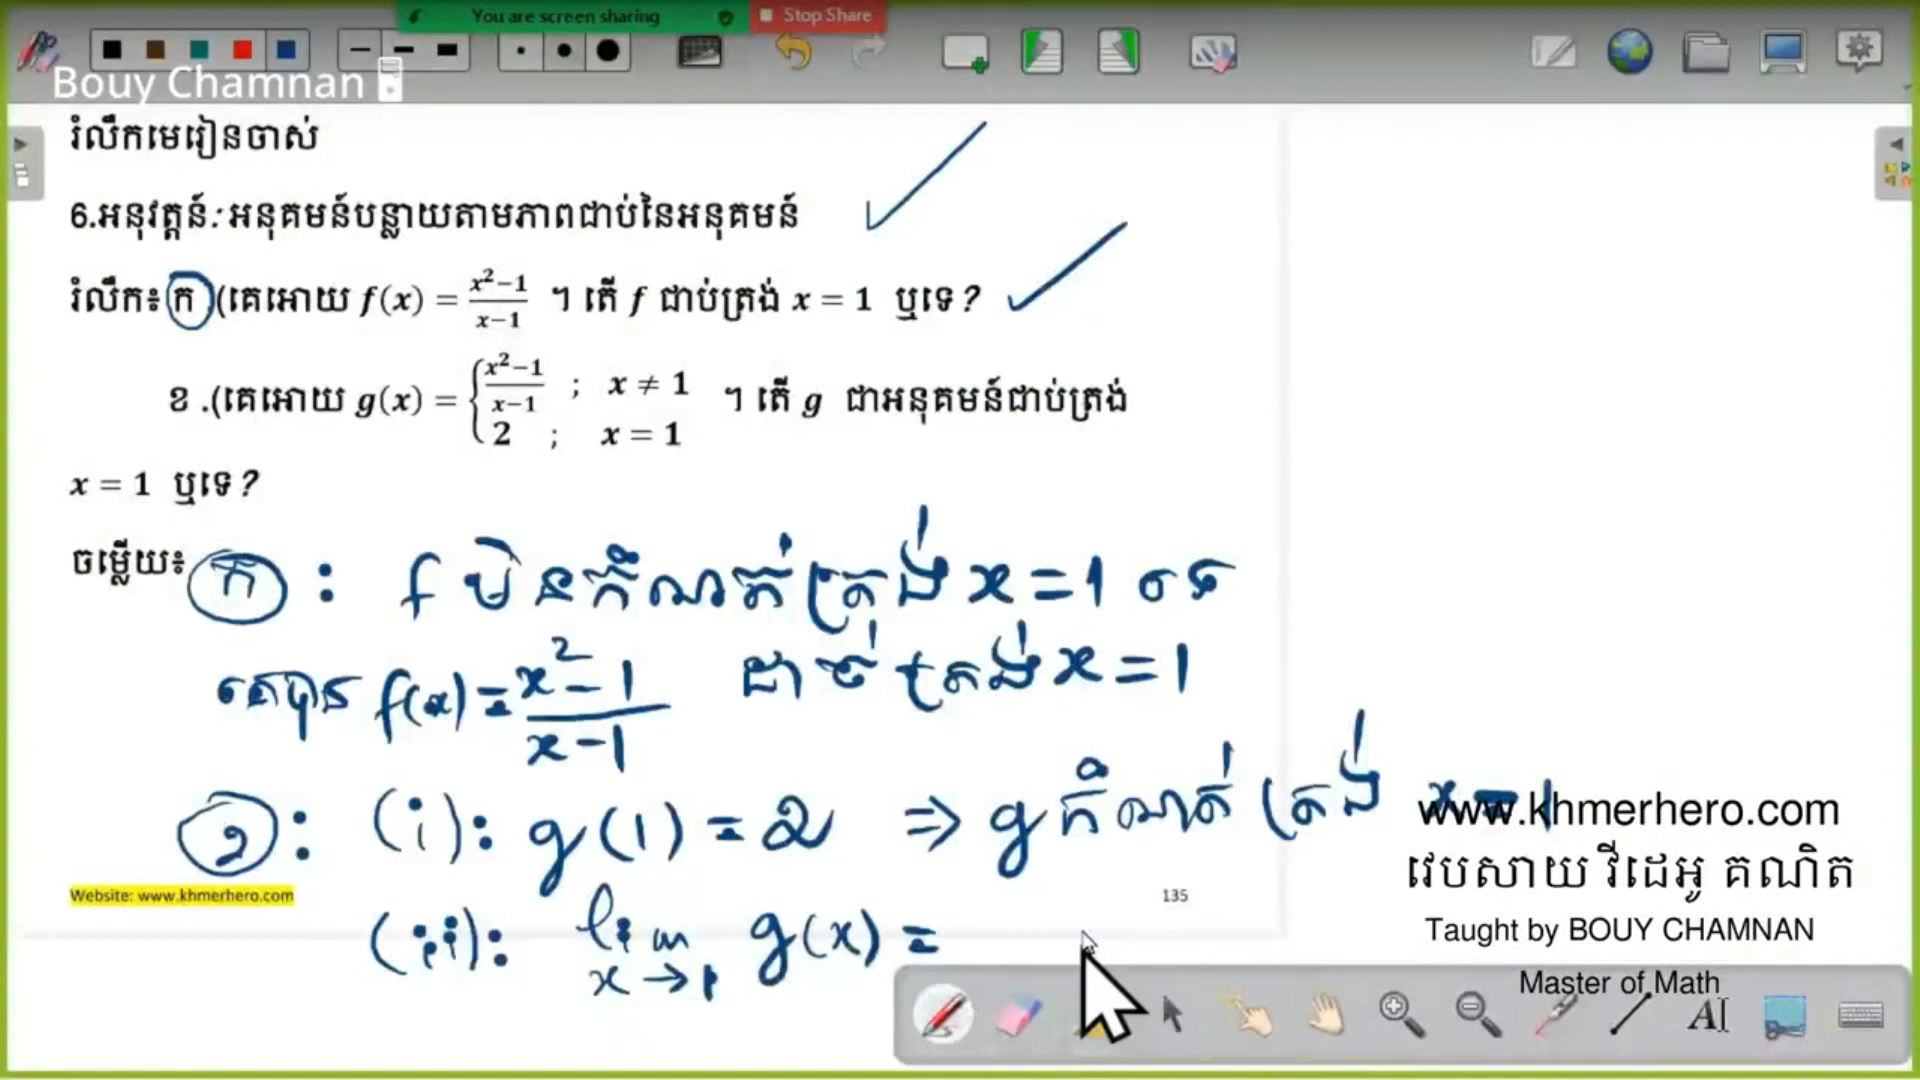 You are screen sharing
Stop Share
Bouy Chamnan
រំលឹកមេរៀនចាស់
6.អនុវត្តន៍: អនុគមន៍បន្លាយតាមភាពជាប់នៃអនុគមន៍
រំលឹក៖ ក (គេអោយ f(x) = \frac{x²−1}{x−1} ។ តើ f ជាប់ត្រង់ x = 1 ឬទេ?
ខ .(គេអោយ g(x) = { \frac{x²−1}{x−1} ; x ≠ 1
2 ; x = 1 ។ តើ g ជាអនុគមន៍ជាប់ត្រង់
x = 1 ឬទេ?
ចម្លើយ៖ ក : f មិនកំណត់ត្រង់ x = 1 ទេ
គេបាន f(x) = \frac{x²−1}{x−1} ដាច់ត្រង់ x = 1
2 : (i): g(1) = 2 ⇒ g កំណត់ត្រង់ x = 1
(ii): lim x→1 g(x) =
Website: www.khmerhero.com
135
www.khmerhero.com
វេបសាយ វីដេអូ គណិត
Taught by BOUY CHAMNAN
Master of Math